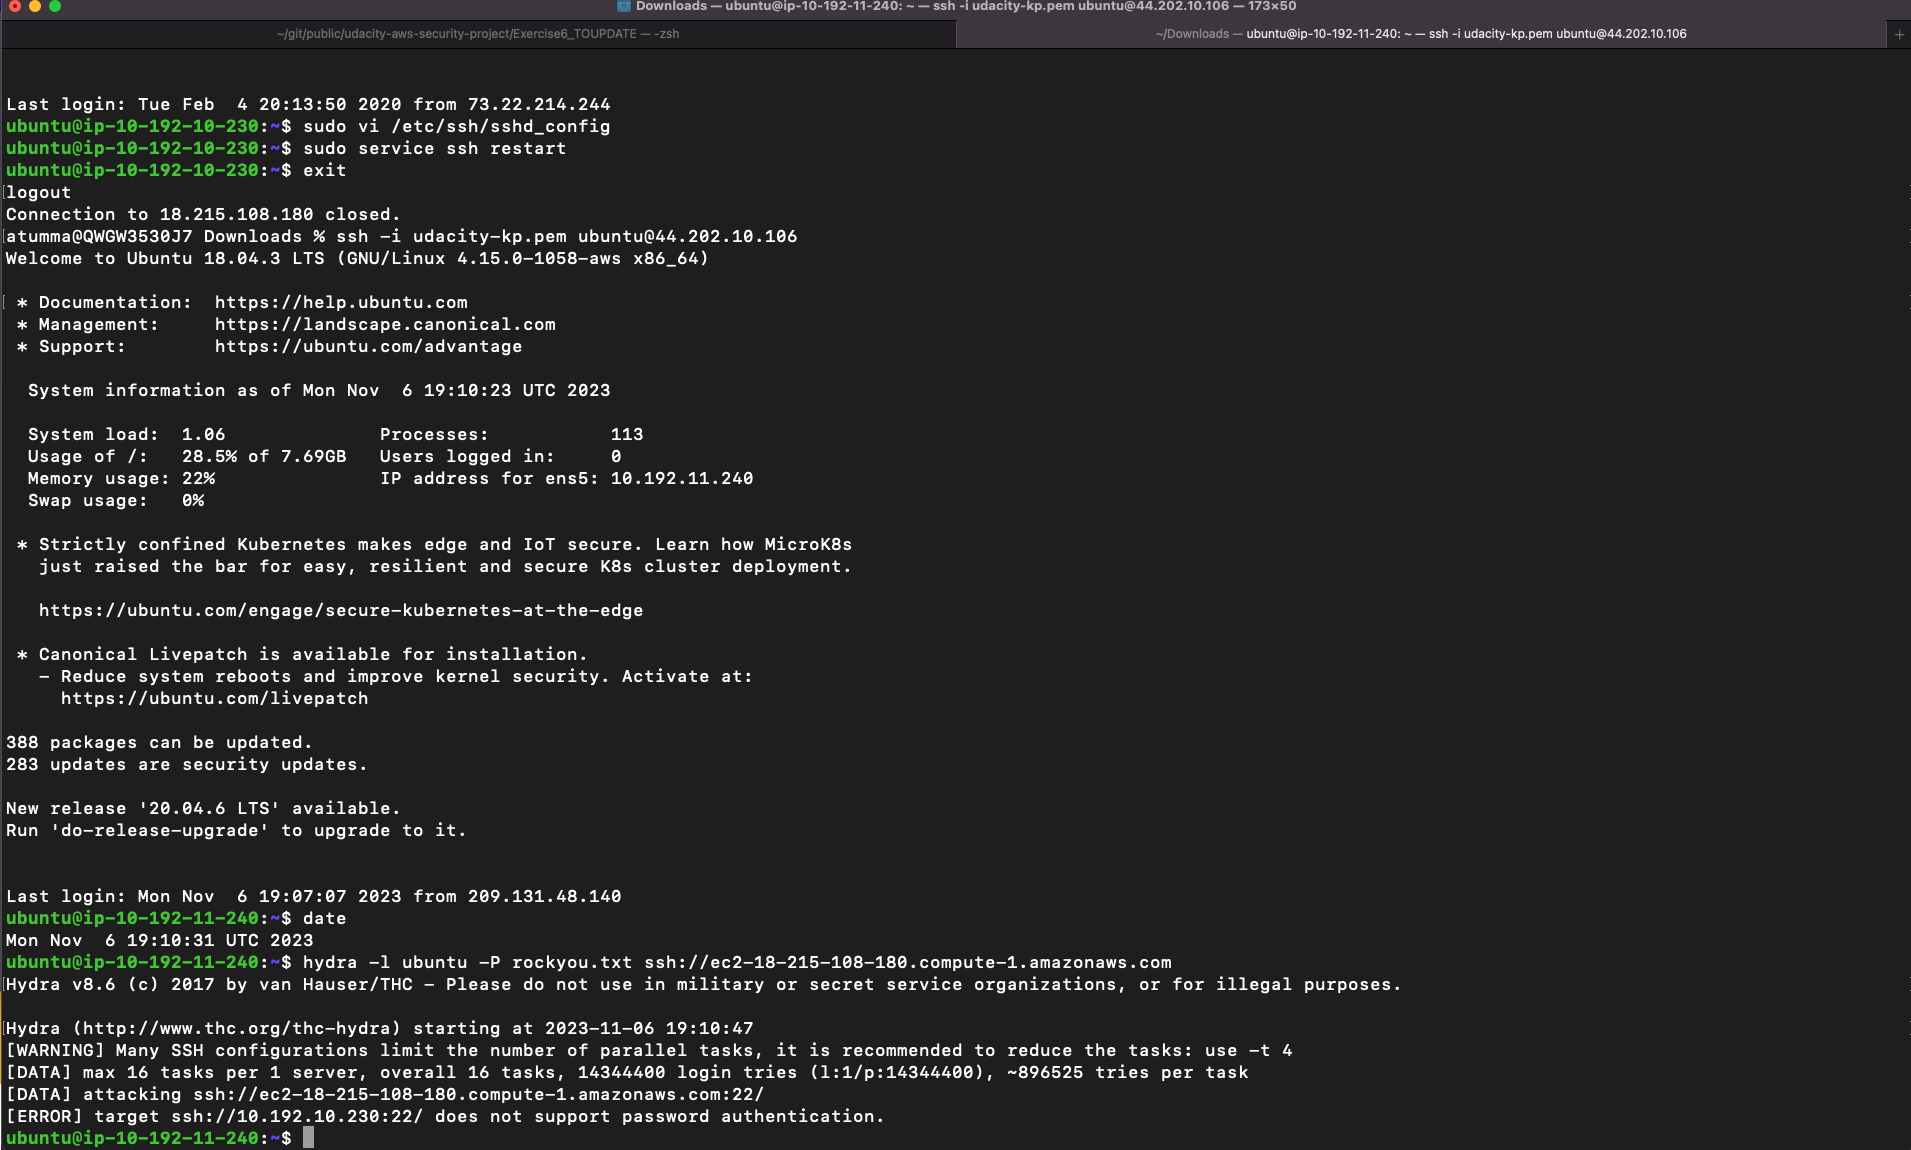 Downloads — ubuntu@ip-10-192-11-240: ~ — ssh -i udacity-kp.pem ubuntu@44.202.10.106 — 173×50
~/git/public/udacity-aws-security-project/Exercise6_TOUPDATE — -zsh
~/Downloads — ubuntu@ip-10-192-11-240: ~ — ssh -i udacity-kp.pem ubuntu@44.202.10.106
+
Last login: Tue Feb  4 20:13:50 2020 from 73.22.214.244
ubuntu@ip-10-192-10-230:~$ sudo vi /etc/ssh/sshd_config
ubuntu@ip-10-192-10-230:~$ sudo service ssh restart
ubuntu@ip-10-192-10-230:~$ exit
logout
Connection to 18.215.108.180 closed.
atumma@QWGW3530J7 Downloads % ssh -i udacity-kp.pem ubuntu@44.202.10.106
Welcome to Ubuntu 18.04.3 LTS (GNU/Linux 4.15.0-1058-aws x86_64)
* Documentation:  https://help.ubuntu.com
* Management:     https://landscape.canonical.com
* Support:        https://ubuntu.com/advantage
System information as of Mon Nov  6 19:10:23 UTC 2023
System load:  1.06              Processes:           113
Usage of /:   28.5% of 7.69GB   Users logged in:     0
Memory usage: 22%               IP address for ens5: 10.192.11.240
Swap usage:   0%
* Strictly confined Kubernetes makes edge and IoT secure. Learn how MicroK8s
just raised the bar for easy, resilient and secure K8s cluster deployment.
https://ubuntu.com/engage/secure-kubernetes-at-the-edge
* Canonical Livepatch is available for installation.
- Reduce system reboots and improve kernel security. Activate at:
https://ubuntu.com/livepatch
388 packages can be updated.
283 updates are security updates.
New release '20.04.6 LTS' available.
Run 'do-release-upgrade' to upgrade to it.
Last login: Mon Nov  6 19:07:07 2023 from 209.131.48.140
ubuntu@ip-10-192-11-240:~$ date
Mon Nov  6 19:10:31 UTC 2023
ubuntu@ip-10-192-11-240:~$ hydra -l ubuntu -P rockyou.txt ssh://ec2-18-215-108-180.compute-1.amazonaws.com
Hydra v8.6 (c) 2017 by van Hauser/THC - Please do not use in military or secret service organizations, or for illegal purposes.
Hydra (http://www.thc.org/thc-hydra) starting at 2023-11-06 19:10:47
[WARNING] Many SSH configurations limit the number of parallel tasks, it is recommended to reduce the tasks: use -t 4
[DATA] max 16 tasks per 1 server, overall 16 tasks, 14344400 login tries (l:1/p:14344400), ~896525 tries per task
[DATA] attacking ssh://ec2-18-215-108-180.compute-1.amazonaws.com:22/
[ERROR] target ssh://10.192.10.230:22/ does not support password authentication.
ubuntu@ip-10-192-11-240:~$